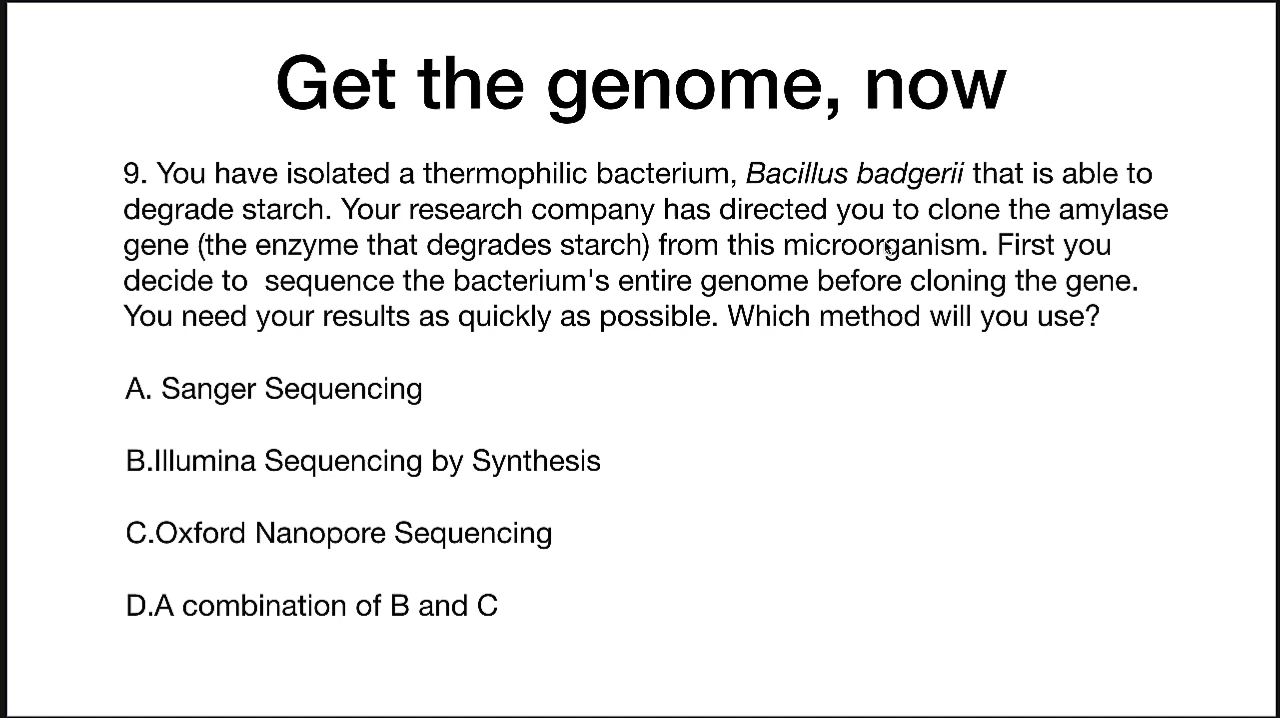 Get the genome, now
9. You have isolated a thermophilic bacterium, Bacillus badgerii that is able to
degrade starch. Your research company has directed you to clone the amylase
gene (the enzyme that degrades starch) from this microorganism. First you
decide to  sequence the bacterium's entire genome before cloning the gene.
You need your results as quickly as possible. Which method will you use?
A. Sanger Sequencing
B.Illumina Sequencing by Synthesis
C.Oxford Nanopore Sequencing
D.A combination of B and C